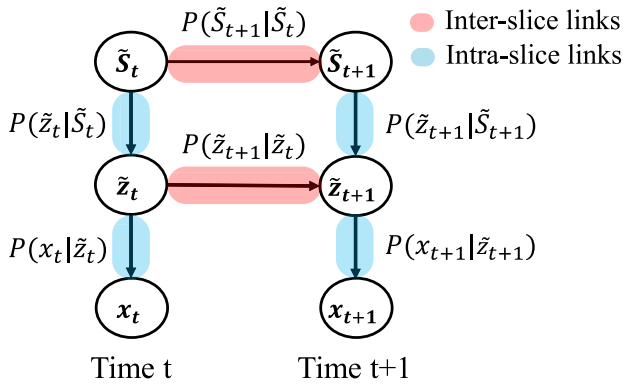 P(S̃ₜ₊₁|S̃ₜ)
Inter-slice links
Intra-slice links
S̃ₜ
S̃ₜ₊₁
P(z̃ₜ|S̃ₜ)
P(z̃ₜ₊₁|z̃ₜ)
P(z̃ₜ₊₁|S̃ₜ₊₁)
z̃ₜ
z̃ₜ₊₁
P(xₜ|z̃ₜ)
P(xₜ₊₁|z̃ₜ₊₁)
xₜ
xₜ₊₁
Time t
Time t+1